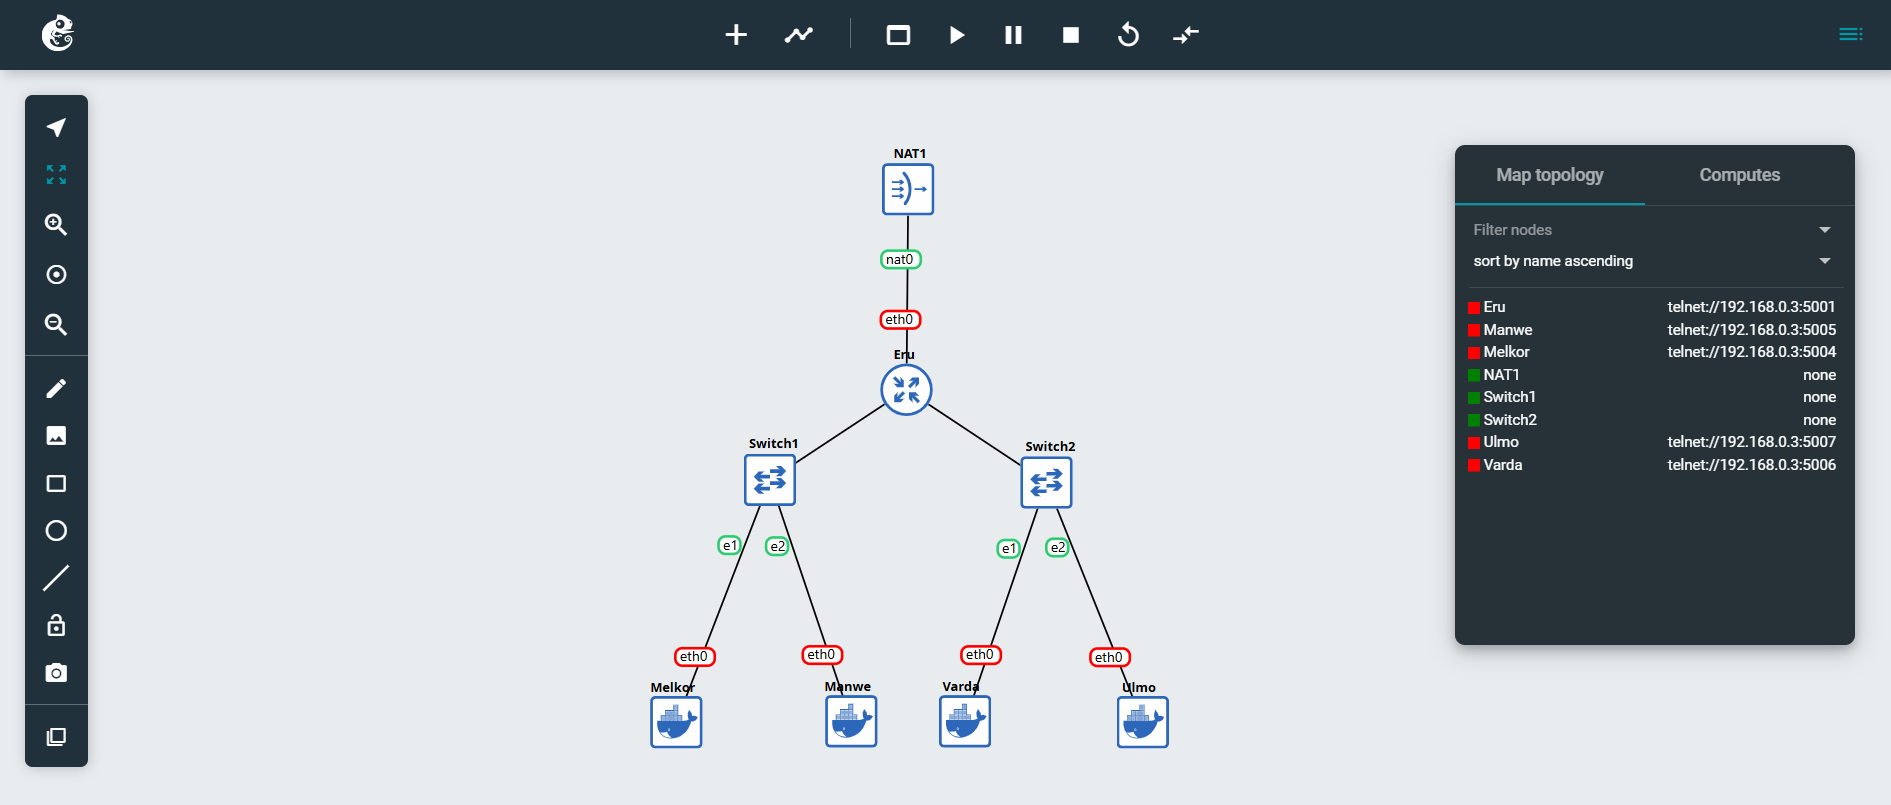 NAT1
nat0
eth0
Eru
Switch1
Switch2
e1
e2
e1
e2
eth0
eth0
eth0
eth0
Melkor
Manwe
Varda
Ulmo
Map topology
Computes
Filter nodes
sort by name ascending
Eru telnet://192.168.0.3:5001
Manwe telnet://192.168.0.3:5005
Melkor telnet://192.168.0.3:5004
NAT1 none
Switch1 none
Switch2 none
Ulmo telnet://192.168.0.3:5007
Varda telnet://192.168.0.3:5006